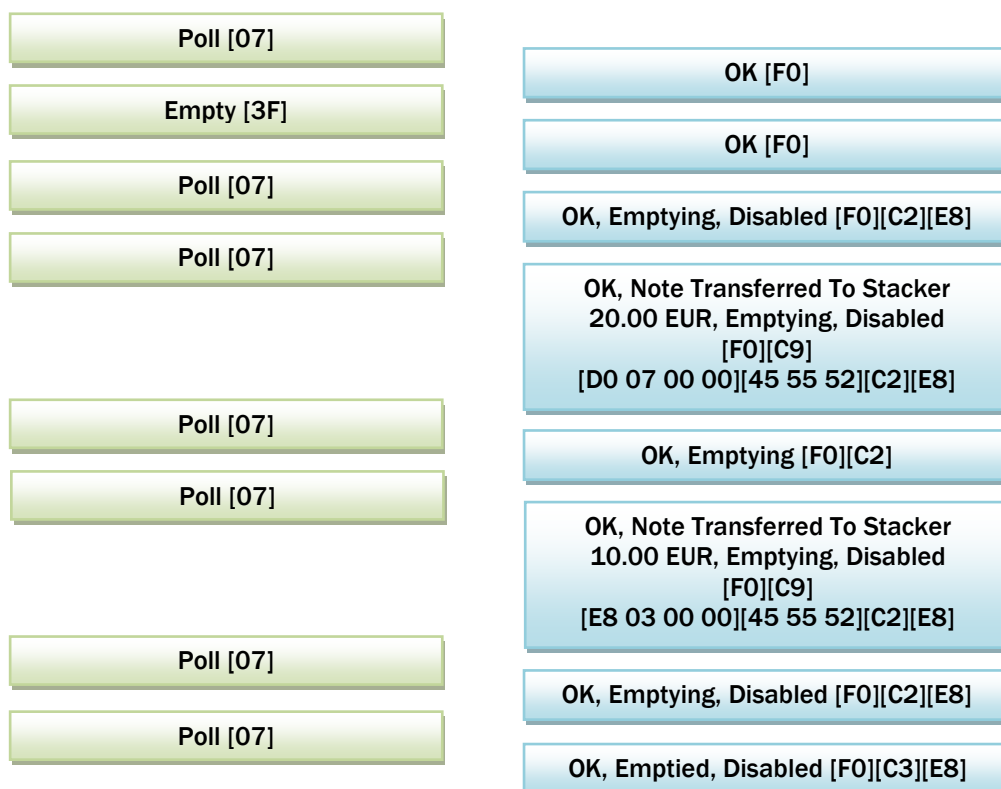 Poll [07]
OK [F0]
Empty [3F]
OK [F0]
Poll [07]
OK, Emptying, Disabled [F0][C2][E8]
Poll [07]
OK, Note Transferred To Stacker
20.00 EUR, Emptying, Disabled
[F0][C9]
[D0 07 00 00][45 55 52][C2][E8]
Poll [07]
OK, Emptying [F0][C2]
Poll [07]
OK, Note Transferred To Stacker
10.00 EUR, Emptying, Disabled
[F0][C9]
[E8 03 00 00][45 55 52][C2][E8]
Poll [07]
OK, Emptying, Disabled [F0][C2][E8]
Poll [07]
OK, Emptied, Disabled [F0][C3][E8]